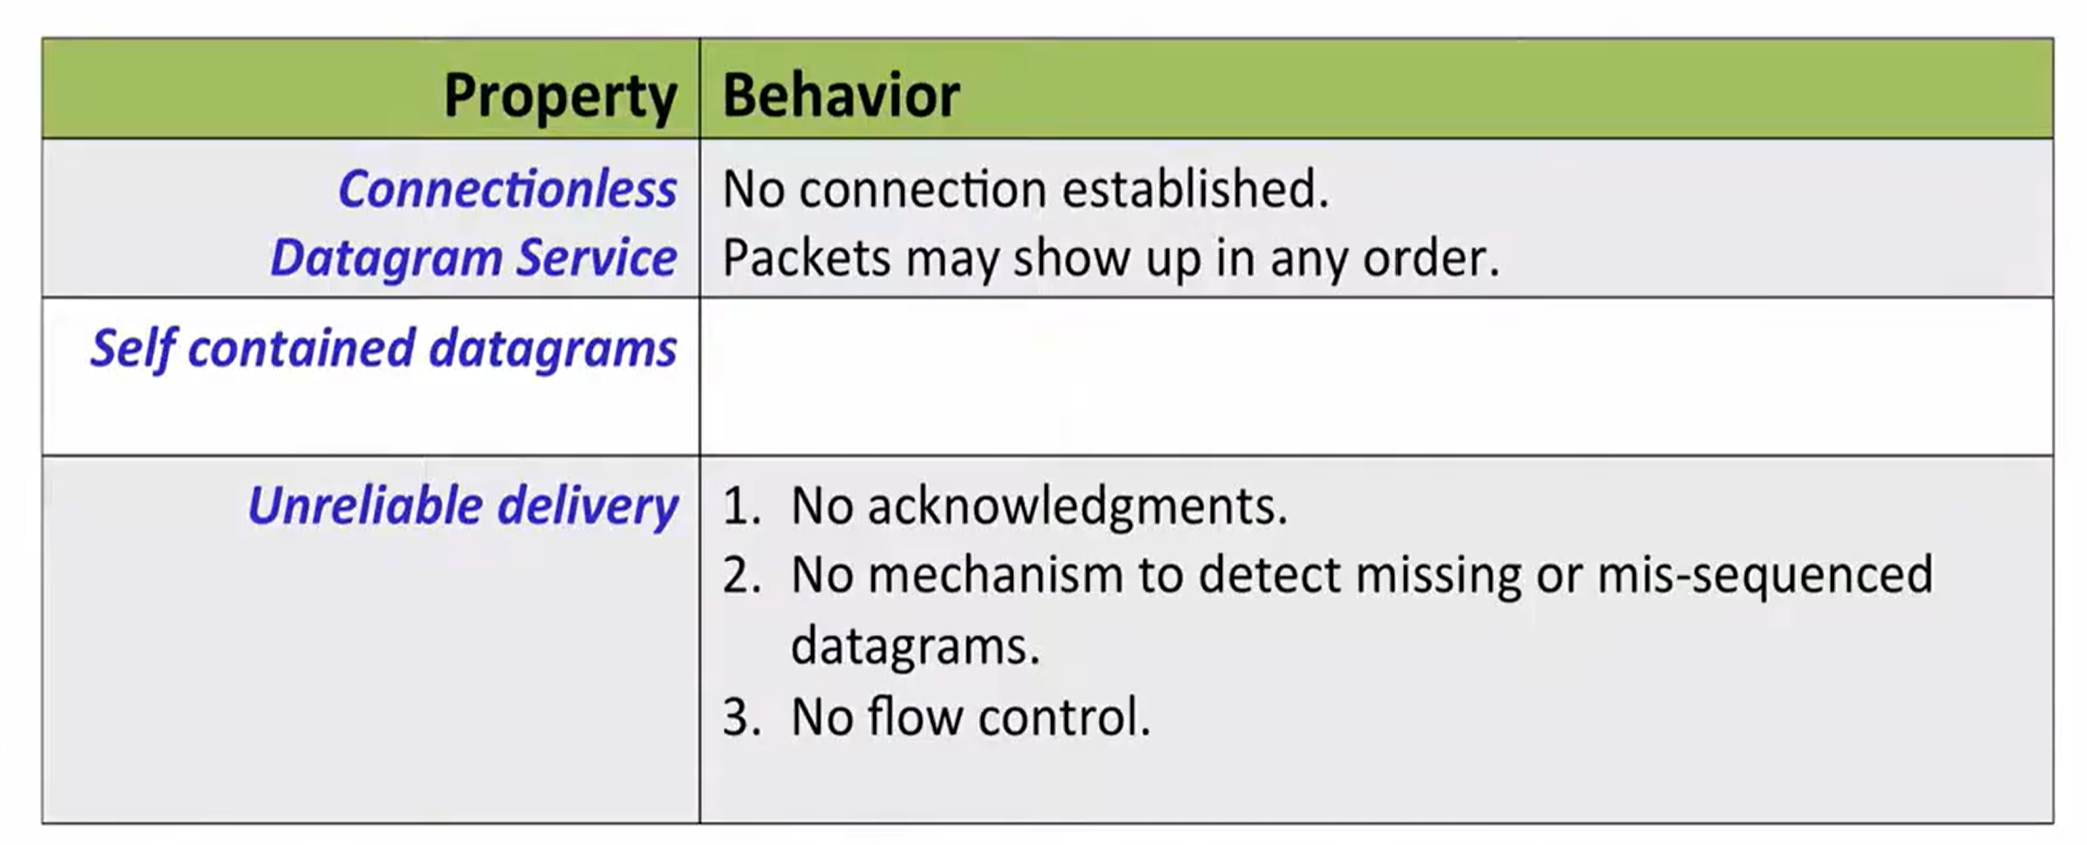 Property Behavior
Connectionless No connection established.
Datagram Service Packets may show up in any order.
Self contained datagrams
Unreliable delivery 1. No acknowledgments.
2. No mechanism to detect missing or mis-sequenced
datagrams.
3. No flow control.